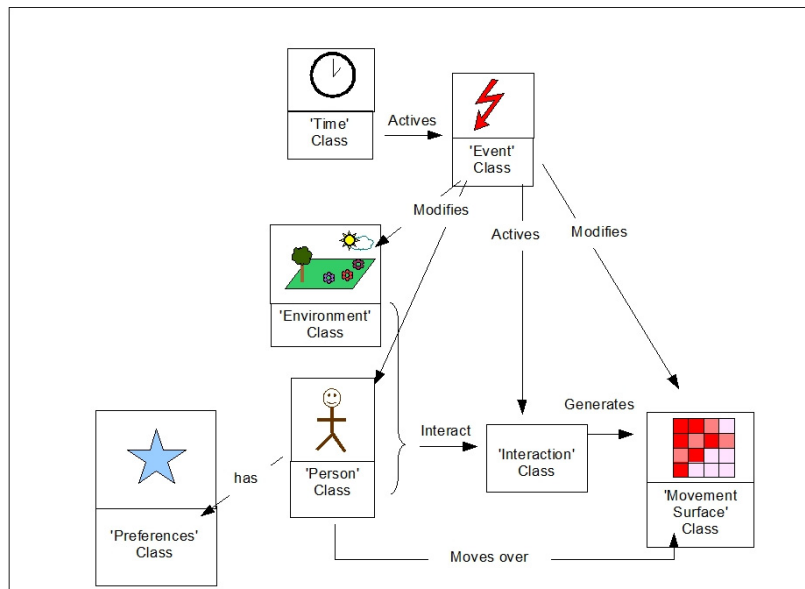 'Time'
Class
Actives
'Event'
Class
Modifies
Actives
Modifies
'Environment'
Class
'Person'
Class
Interact
'Interaction'
Class
Generates
'Movement
Surface'
Class
has
'Preferences'
Class
Moves over